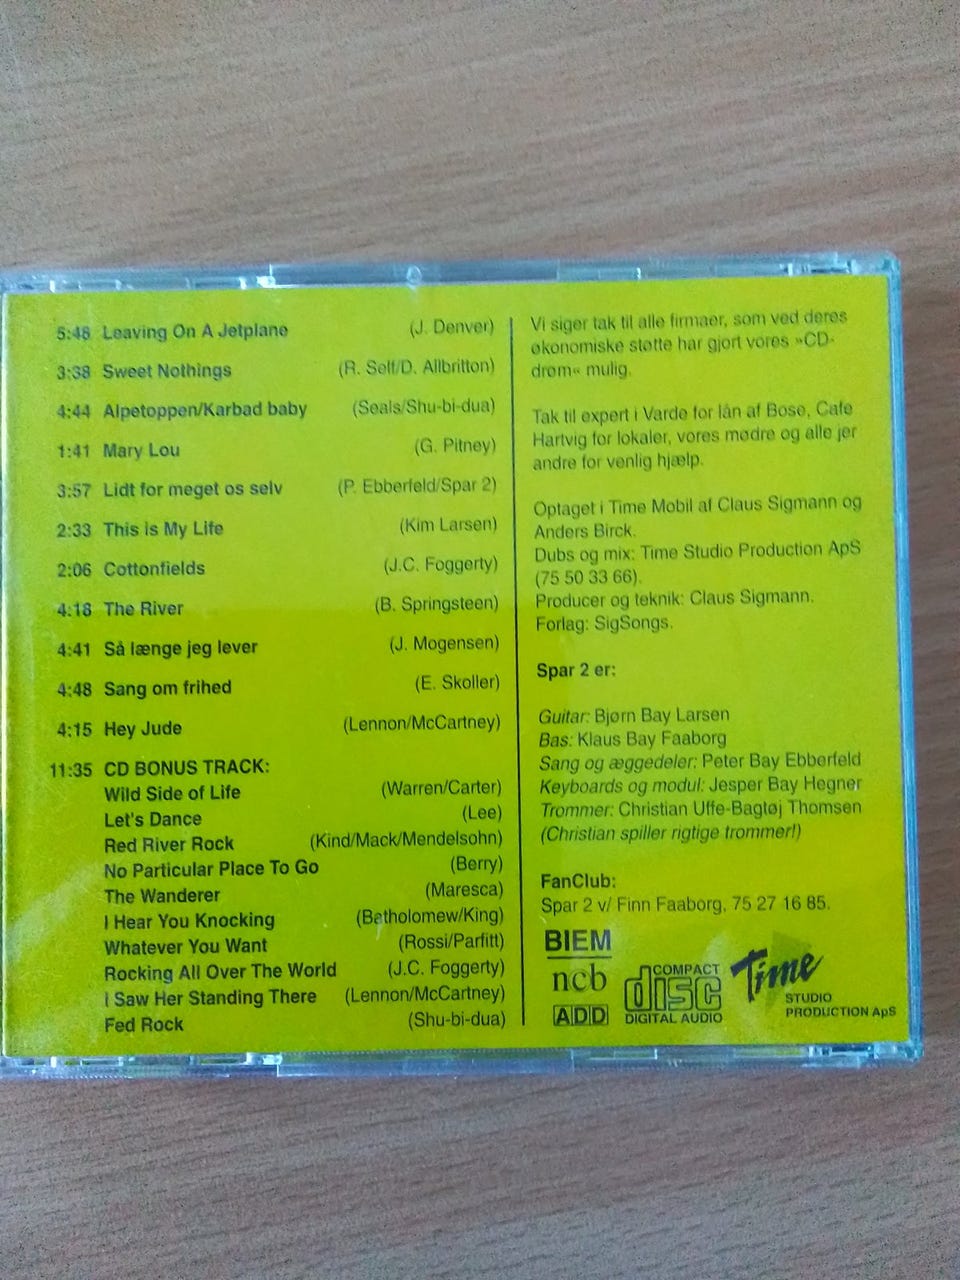 5:48 Leaving On A Jetplane (J. Denver)
3:38 Sweet Nothings (R. Self/D. Allbritton)
4:44 Alpetoppen/Karbad baby (Seals/Shu-bi-dua)
1:41 Mary Lou (G. Pitney)
3:57 Lidt for meget os selv (P. Ebberfeld/Spar 2)
2:33 This is My Life (Kim Larsen)
2:06 Cottonfields (J.C. Foggerty)
4:18 The River (B. Springsteen)
4:41 Så længe jeg lever (J. Mogensen)
4:48 Sang om frihed (E. Skoller)
4:15 Hey Jude (Lennon/McCartney)
11:35 CD BONUS TRACK:
Wild Side of Life (Warren/Carter)
Let's Dance (Lee)
Red River Rock (Kind/Mack/Mendelsohn)
No Particular Place To Go (Berry)
The Wanderer (Maresca)
I Hear You Knocking (Batholomew/King)
Whatever You Want (Rossi/Parfitt)
Rocking All Over The World (J.C. Foggerty)
I Saw Her Standing There (Lennon/McCartney)
Fed Rock (Shu-bi-dua)
Vi siger tak til alle firmaer, som ved deres
økonomiske støtte har gjort vores »CD-
drøm« mulig.
Tak til expert i Varde for lån af Bose, Cafe
Hartvig for lokaler, vores mødre og alle jer
andre for venlig hjælp.
Optaget i Time Mobil af Claus Sigmann og
Anders Birck.
Dubs og mix: Time Studio Production ApS
(75 50 33 66).
Producer og teknik: Claus Sigmann.
Forlag: SigSongs.
Spar 2 er:
Guitar: Bjørn Bay Larsen
Bas: Klaus Bay Faaborg
Sang og æggedeler: Peter Bay Ebberfeld
Keyboards og modul: Jesper Bay Hegner
Trommer: Christian Uffe-Bagtøj Thomsen
(Christian spiller rigtige trommer!)
FanClub:
Spar 2 v/ Finn Faaborg, 75 27 16 85.
BIEM
ncb
ADD
COMPACT
disc
DIGITAL AUDIO
Time
STUDIO
PRODUCTION ApS